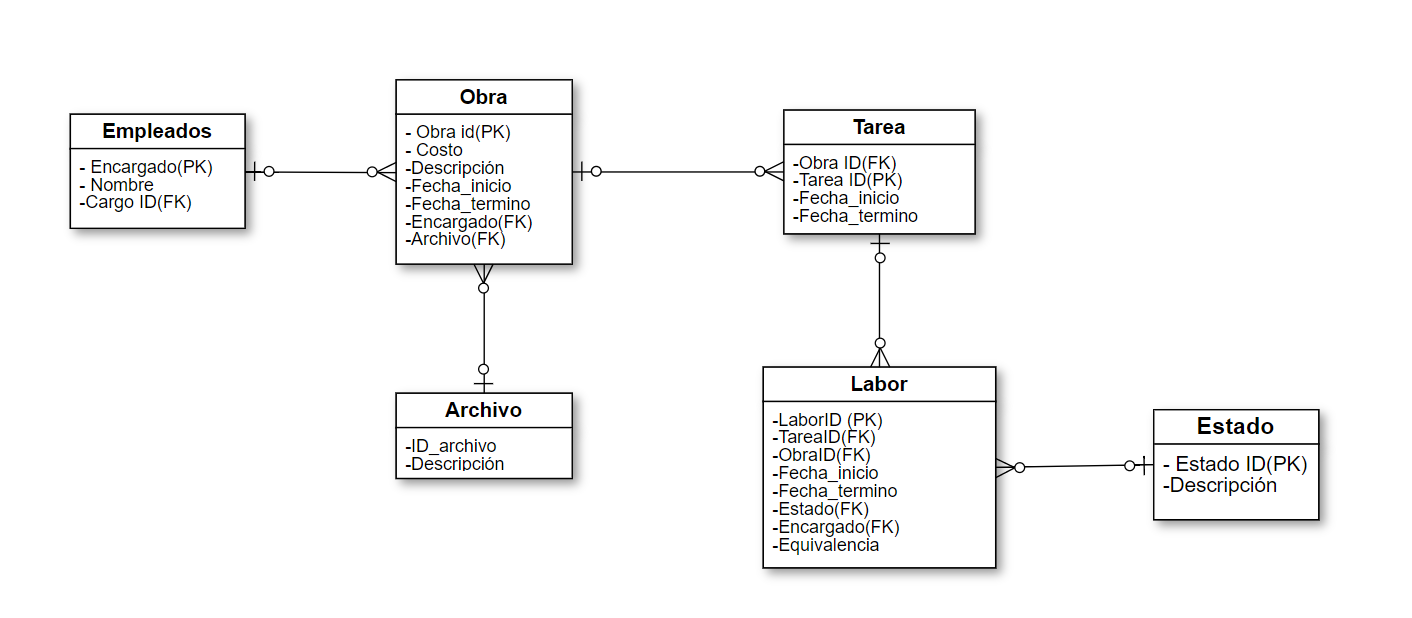 Empleados
- Encargado(PK)
- Nombre
-Cargo ID(FK)
Obra
- Obra id(PK)
- Costo
-Descripción
-Fecha_inicio
-Fecha_termino
-Encargado(FK)
-Archivo(FK)
Tarea
-Obra ID(FK)
-Tarea ID(PK)
-Fecha_inicio
-Fecha_termino
Archivo
-ID_archivo
-Descripción
Labor
-LaborID (PK)
-TareaID(FK)
-ObraID(FK)
-Fecha_inicio
-Fecha_termino
-Estado(FK)
-Encargado(FK)
-Equivalencia
Estado
- Estado ID(PK)
-Descripción